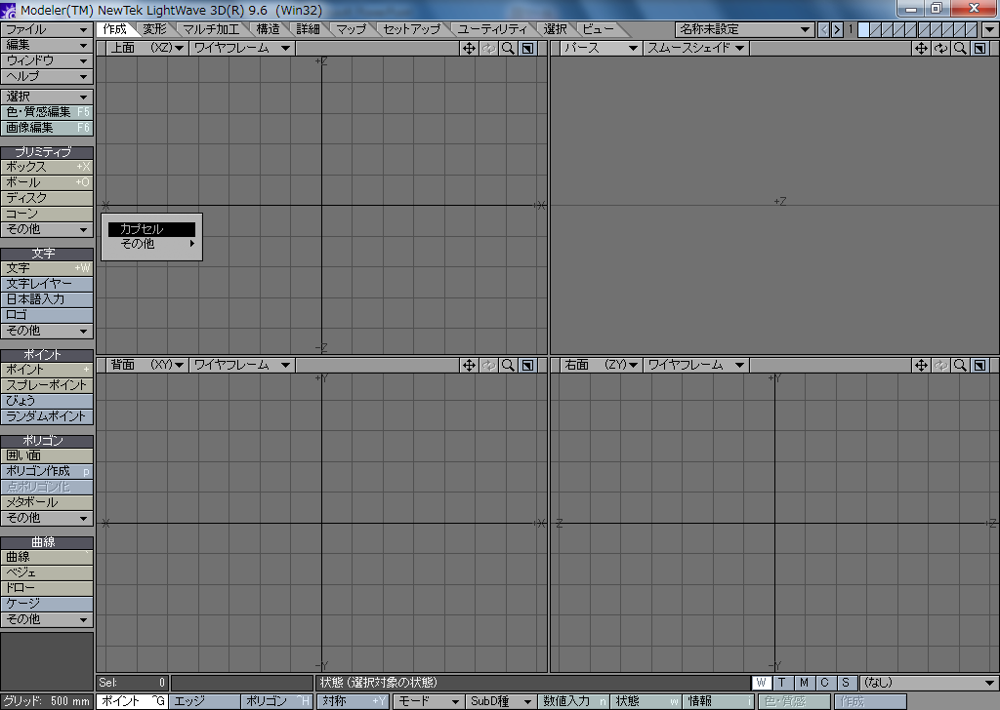 Modeler(TM) NewTek LightWave 3D(R) 9.6 (Win32)
ファイル
編集
ウィンドウ
ヘルプ
選択
色・質感編集 F5
画像編集 F6
プリミティブ
ボックス +X
ボール +O
ディスク
コーン
その他
文字
文字 +W
文字レイヤー
日本語入力
ロゴ
その他
ポイント
ポイント +
スプレーポイント
びょう
ランダムポイント
ポリゴン
囲い面
ポリゴン作成 p
点ポリゴン化
メタボール
その他
曲線
曲線
ベジェ
ドロー
ケージ
その他
グリッド: 500 mm
作成 変形 マルチ加工 構造 詳細 マップ セットアップ ユーティリティ 選択 ビュー 名称未設定 < > 1
上面 (XZ) ワイヤフレーム
パース スムースシェイド
+Z
-X +X
-Z
+Z
カプセル
その他
背面 (XY) ワイヤフレーム
右面 (ZY) ワイヤフレーム
+Y
-X +X
-Y
+Y
-Z +Z
-Y
Sel: 0
状態 (選択対象の状態)
W T M C S (なし)
ポイント ^G エッジ ポリゴン ^H 対称 +Y モード SubD種 数値入力 n 状態 w 情報 i 色・質感 作成